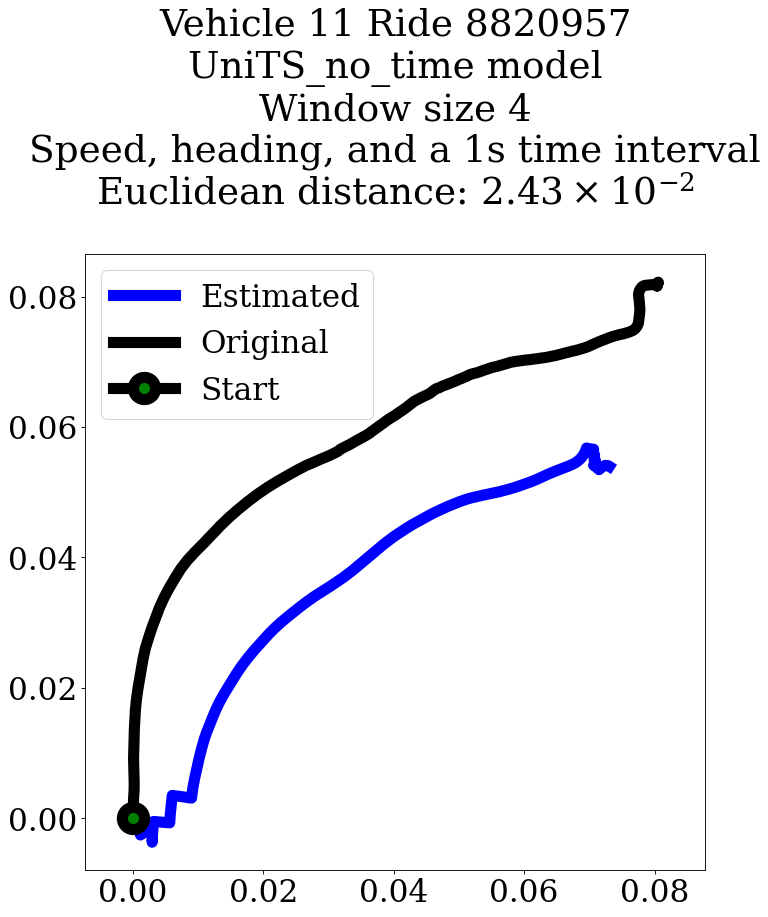 Vehicle 11 Ride 8820957
UniTS_no_time model
Window size 4
Speed, heading, and a 1s time interval
Euclidean distance: 2.43 × 10⁻²
Estimated
Original
Start
0.08
0.06
0.04
0.02
0.00
0.00 0.02 0.04 0.06 0.08